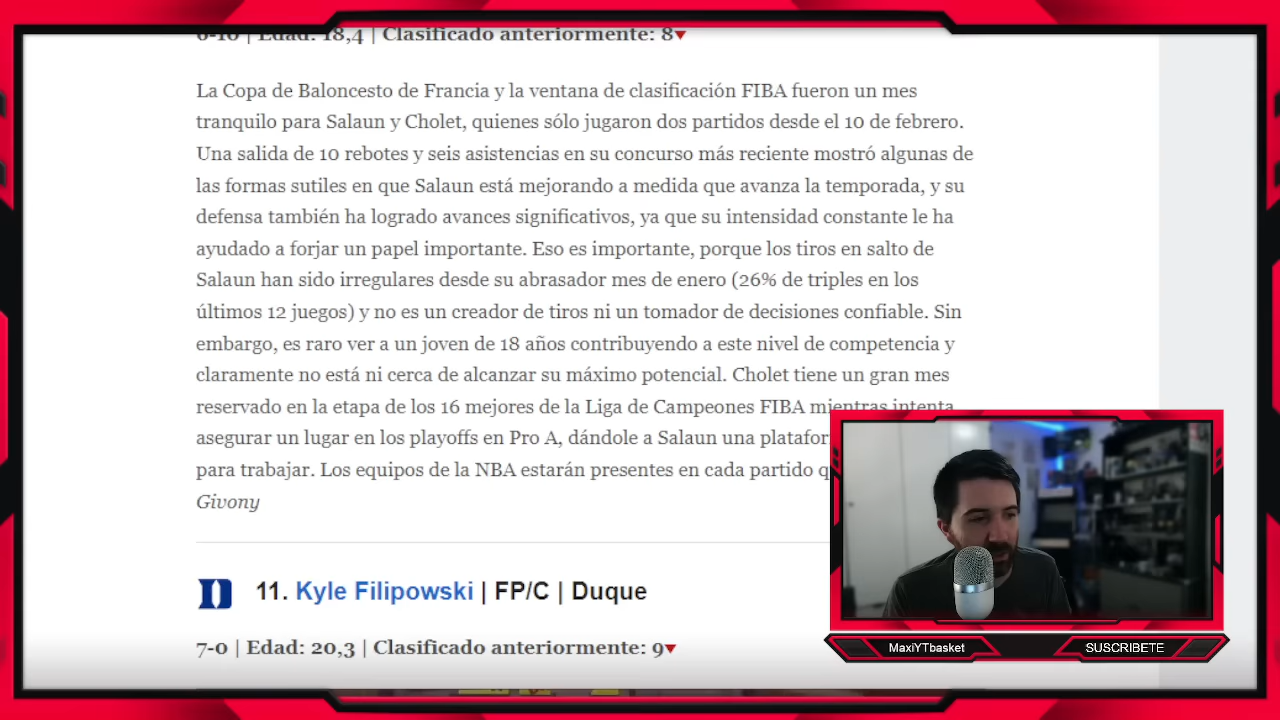 6-10 | Edad: 18,4 | Clasificado anteriormente: 8
La Copa de Baloncesto de Francia y la ventana de clasificación FIBA fueron un mes
tranquilo para Salaun y Cholet, quienes sólo jugaron dos partidos desde el 10 de febrero.
Una salida de 10 rebotes y seis asistencias en su concurso más reciente mostró algunas de
las formas sutiles en que Salaun está mejorando a medida que avanza la temporada, y su
defensa también ha logrado avances significativos, ya que su intensidad constante le ha
ayudado a forjar un papel importante. Eso es importante, porque los tiros en salto de
Salaun han sido irregulares desde su abrasador mes de enero (26% de triples en los
últimos 12 juegos) y no es un creador de tiros ni un tomador de decisiones confiable. Sin
embargo, es raro ver a un joven de 18 años contribuyendo a este nivel de competencia y
claramente no está ni cerca de alcanzar su máximo potencial. Cholet tiene un gran mes
reservado en la etapa de los 16 mejores de la Liga de Campeones FIBA mientras intenta
asegurar un lugar en los playoffs en Pro A, dándole a Salaun una
para trabajar. Los equipos de la NBA estarán presentes en cada partido
Givony
11. Kyle Filipowski | FP/C | Duque
7-0 | Edad: 20,3 | Clasificado anteriormente: 9
MaxiYTbasket
SUSCRIBETE